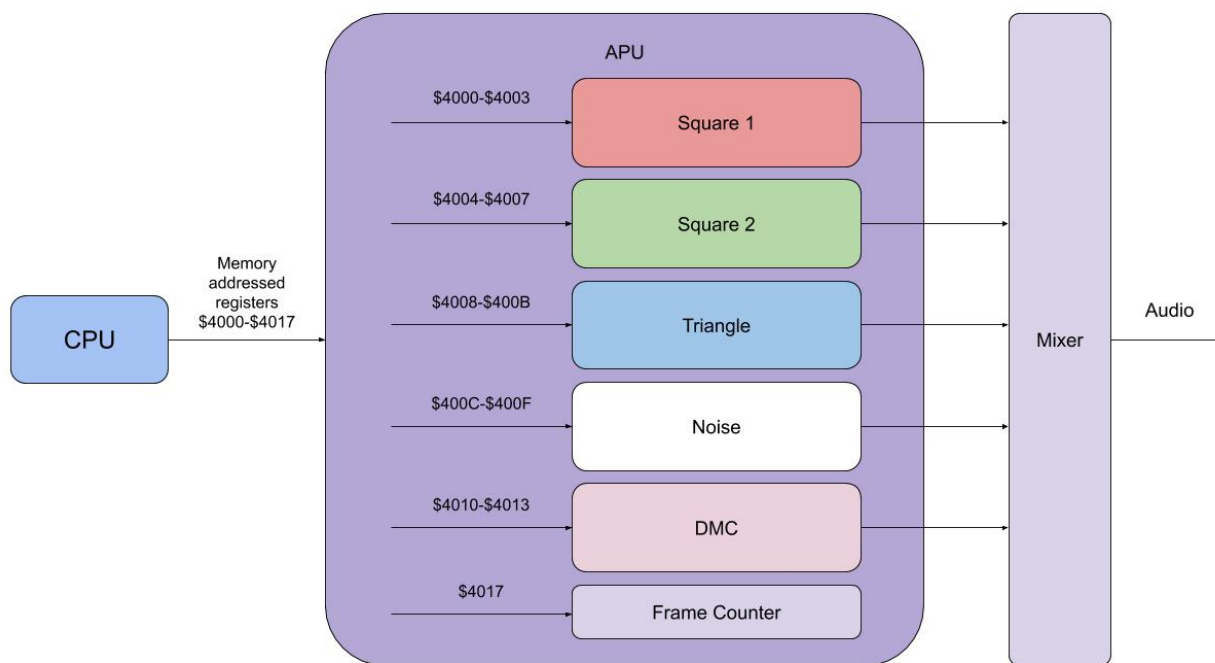 APU
$4000-$4003
Square 1
$4004-$4007
Square 2
Memory
addressed
registers
$4000-$4017
CPU
$4008-$400B
Triangle
Mixer
Audio
$400C-$400F
Noise
$4010-$4013
DMC
$4017
Frame Counter